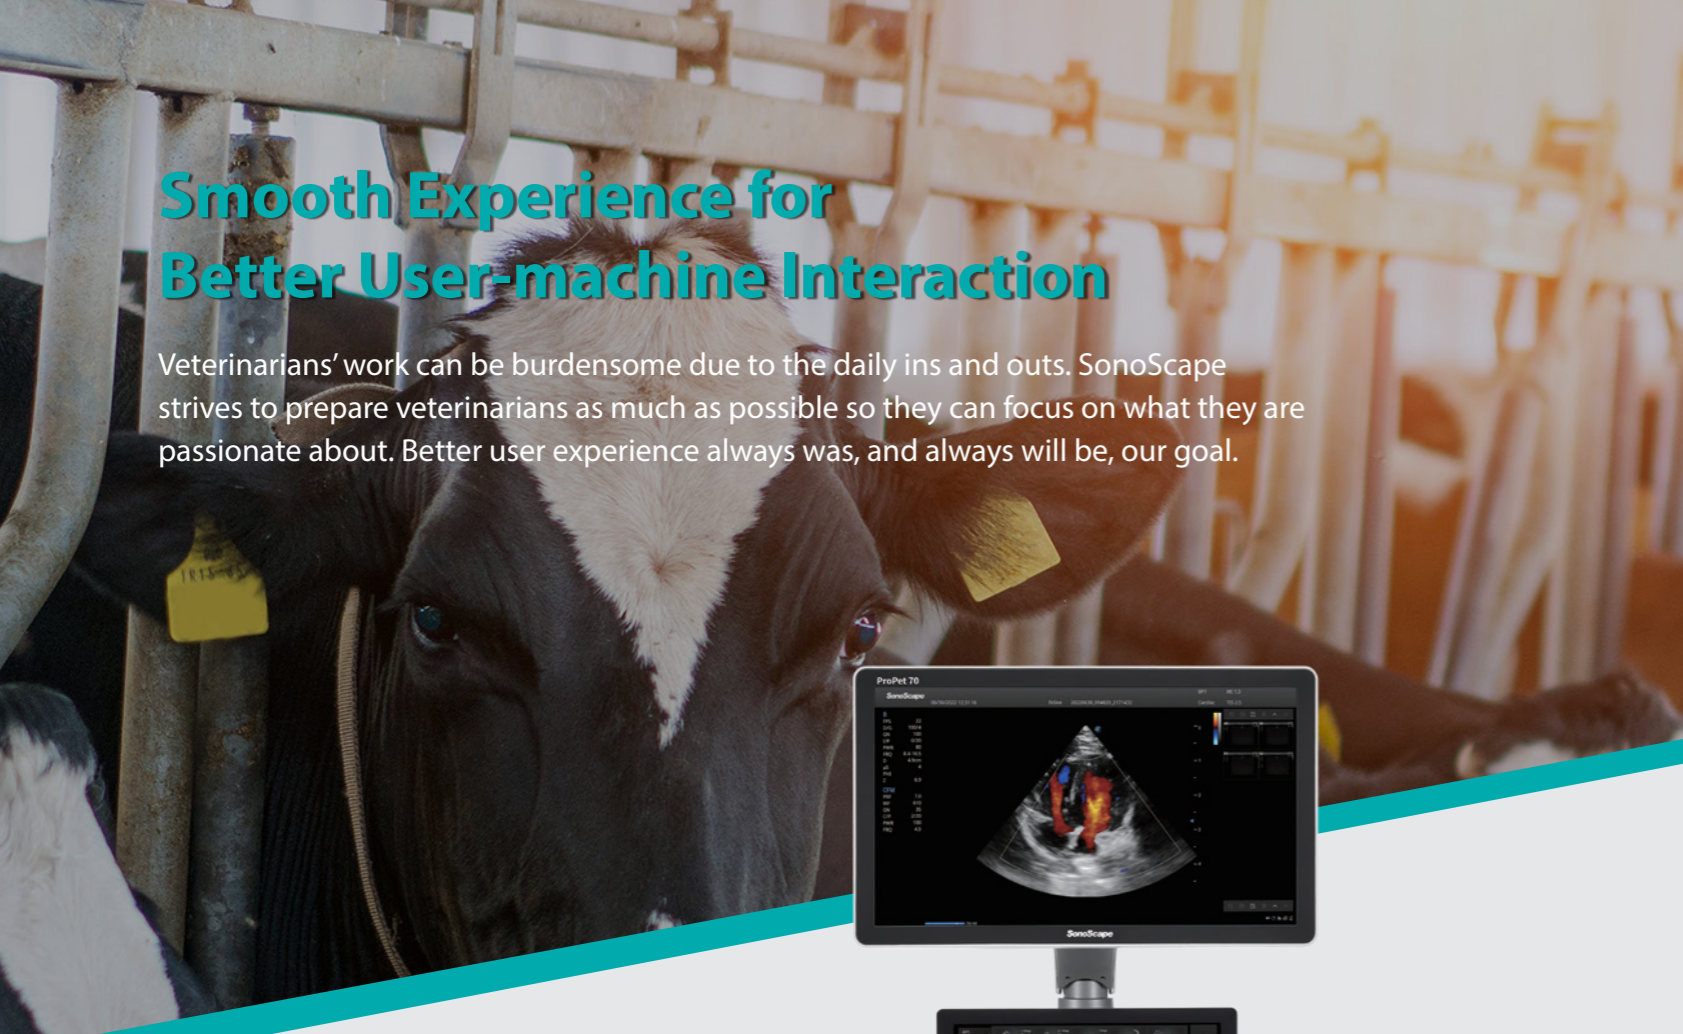 Smooth Experience for
Better User-machine Interaction
Veterinarians’ work can be burdensome due to the daily ins and outs. SonoScape
strives to prepare veterinarians as much as possible so they can focus on what they are
passionate about. Better user experience always was, and always will be, our goal.
ProPet 70
SonoScape
SonoScape